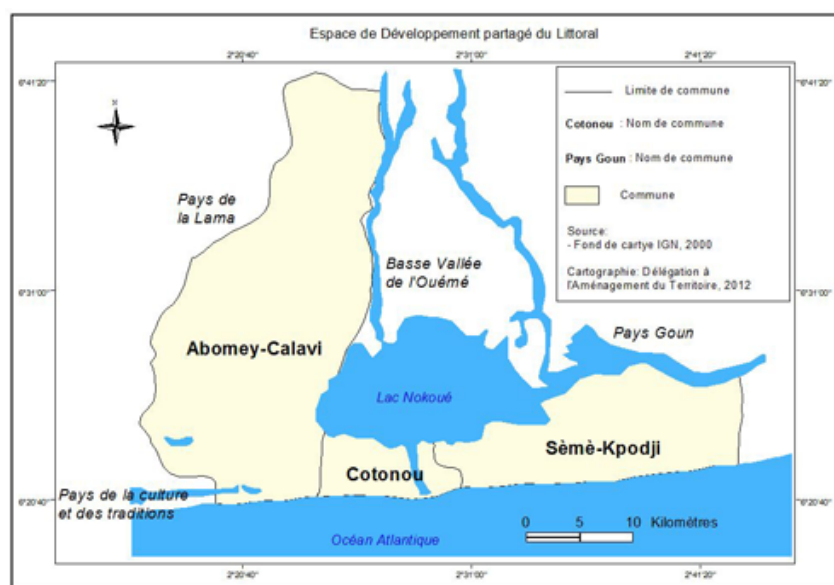 Espace de Développement partagé du Littoral
2°20'40"
2°31'00"
2°41'20"
6°41'20"
6°41'20"
N
Limite de commune
Cotonou : Nom de commune
Pays Goun : Nom de commune
Commune
Source:
- Fond de cartye IGN, 2000
Cartographie: Délégation à
l'Aménagement du Territoire, 2012
Pays de
la Lama
Basse Vallée
de l'Ouémé
6°31'00"
6°31'00"
Pays Goun
Abomey-Calavi
Lac Nokoué
Sèmè-Kpodji
Cotonou
Pays de la culture
et des traditions
6°20'40"
6°20'40"
0 5 10 Kilométres
Océan Atlantique
2°20'40"
2°31'00"
2°41'20"